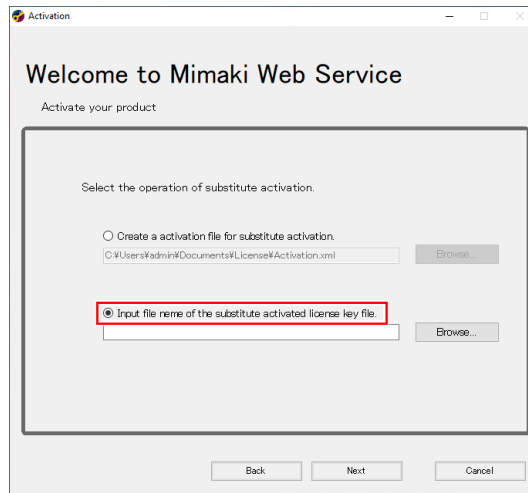 Activation
Welcome to Mimaki Web Service
Activate your product
Select the operation of substitute activation.
Create a activation file for substitute activation.
C:¥Users¥admin¥Documents¥License¥Activation.xml
Browse...
Input file neme of the substitute activated license key file.
Browse...
Back Next Cancel